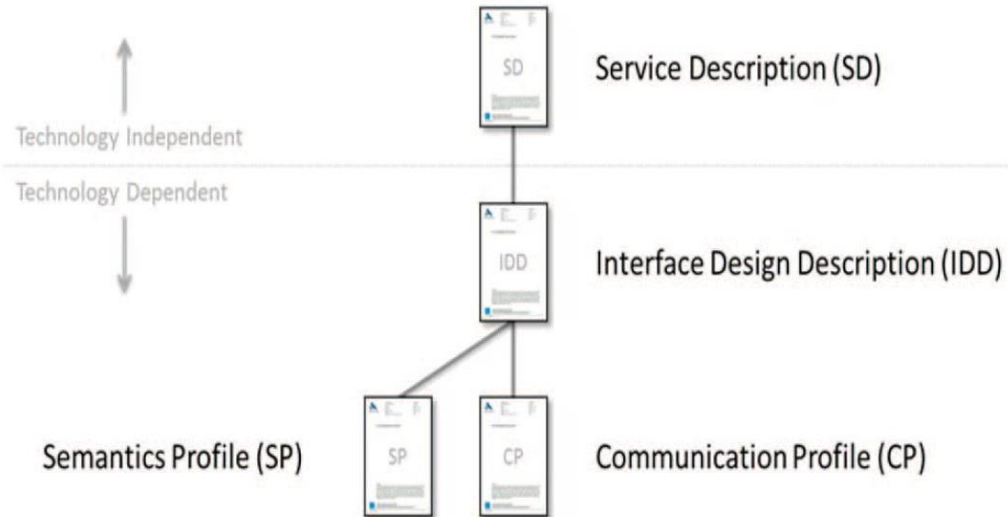 SD
Service Description (SD)
Technology Independent
Technology Dependent
IDD
Interface Design Description (IDD)
Semantics Profile (SP)
SP
CP
Communication Profile (CP)